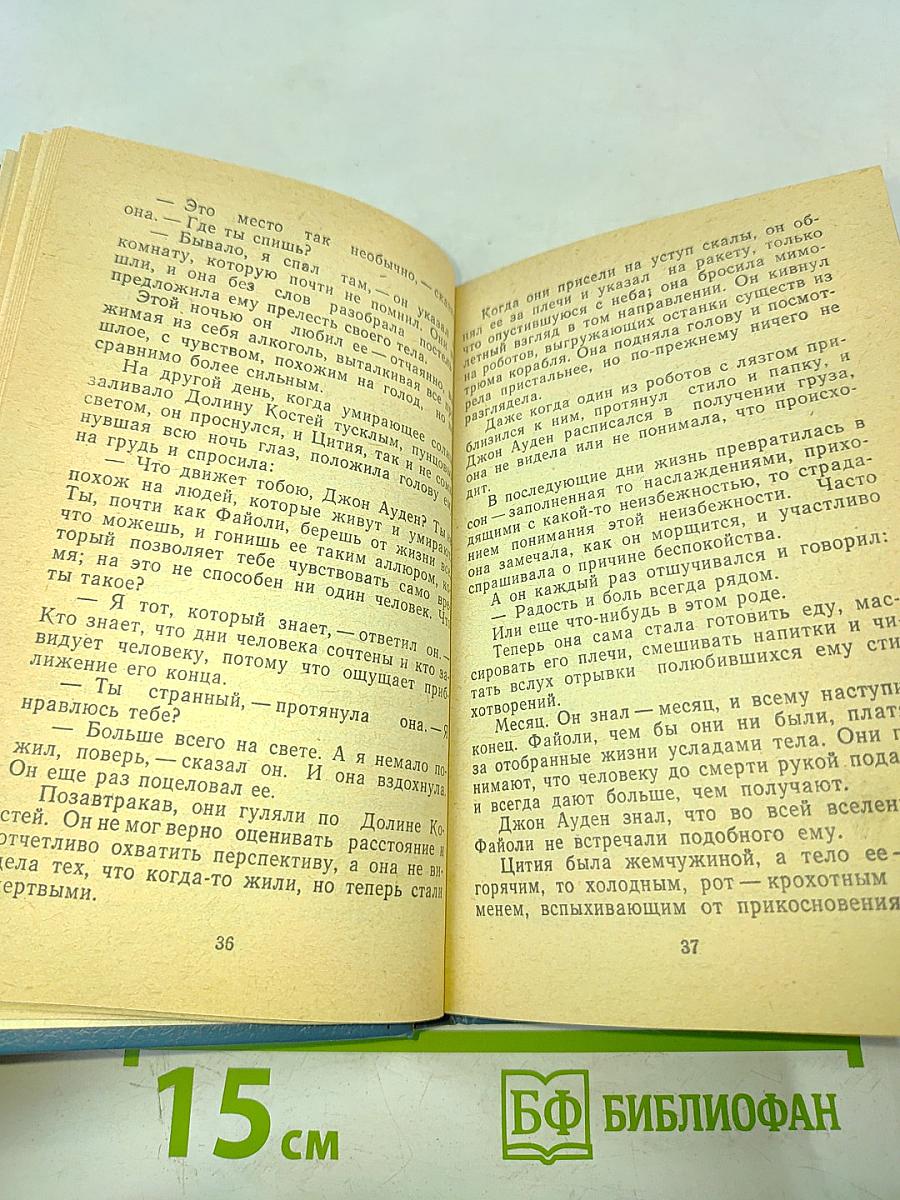 — Это место так необычно, — сказа
она. — Где ты спишь?
— Бывало, я спал там, — он указал
комнату, которую почти не помнил. Они
шли, и она без слов разобрала постель
предложила ему прелесть своего тела.
Этой ночью он любил ее — отчаянно,
жимая из себя алкоголь, выталкивая все
шлое, с чувством, похожим на голод, но
сравнимо более сильным.
На другой день, когда умирающее солн
заливало Долину Костей тусклым, пунцовы
светом, он проснулся, и Цития, так и не сом
нувшая всю ночь глаз, положила голову ем
на грудь и спросила:
— Что движет тобою, Джон Ауден? Ты н
похож на людей, которые живут и умирают
Ты, почти как Файоли, берешь от жизни все
что можешь, и гонишь ее таким аллюром, ко
торый позволяет тебе чувствовать само вре
мя; на это не способен ни один человек. Что
ты такое?
— Я тот, который знает, — ответил он. —
Кто знает, что дни человека сочтены и кто за-
видует человеку, потому что ощущает приб-
лижение его конца.
— Ты странный, — протянула она. — Я
нравлюсь тебе?
— Больше всего на свете. А я немало по-
жил, поверь, — сказал он. И она вздохнула.
Он еще раз поцеловал ее.
Позавтракав, они гуляли по Долине Ко-
стей. Он не мог верно оценивать расстояние и
отчетливо охватить перспективу, а она не ви-
дела тех, что когда-то жили, но теперь стали
мертвыми.
36
Когда они присели на уступ скалы, он об-
нял ее за плечи и указал на ракету, только
что опустившуюся с неба; она бросила мимо-
летный взгляд в том направлении. Он кивнул
на роботов, выгружающих останки существ из
трюма корабля. Она подняла голову и посмот-
рела пристальнее, но по-прежнему ничего не
разглядела.
Даже когда один из роботов с лязгом при-
близился к ним, протянул стило и папку, и
Джон Ауден расписался в получении груза,
она не видела или не понимала, что происхо-
дит.
В последующие дни жизнь превратилась в
сон — заполненная то наслаждениями, прихо-
дящими с какой-то неизбежностью, то страда-
нием понимания этой неизбежности. Часто
она замечала, как он морщится, и участливо
спрашивала о причине беспокойства.
А он каждый раз отшучивался и говорил:
— Радость и боль всегда рядом.
Или еще что-нибудь в этом роде.
Теперь она сама стала готовить еду, мас-
сировать его плечи, смешивать напитки и чи-
тать вслух отрывки полюбившихся ему сти
хотворений.
Месяц. Он знал — месяц, и всему наступи
конец. Файоли, чем бы они ни были, плат
за отобранные жизни усладами тела. Они п
нимают, что человеку до смерти рукой пода
и всегда дают больше, чем получают.
Джон Ауден знал, что во всей вселен
Файоли не встречали подобного ему.
Цития была жемчужиной, а тело ее —
горячим, то холодным, рот — крохотным
менем, вспыхивающим от прикосновения
37
15 см
БФ БИБЛИОФАН